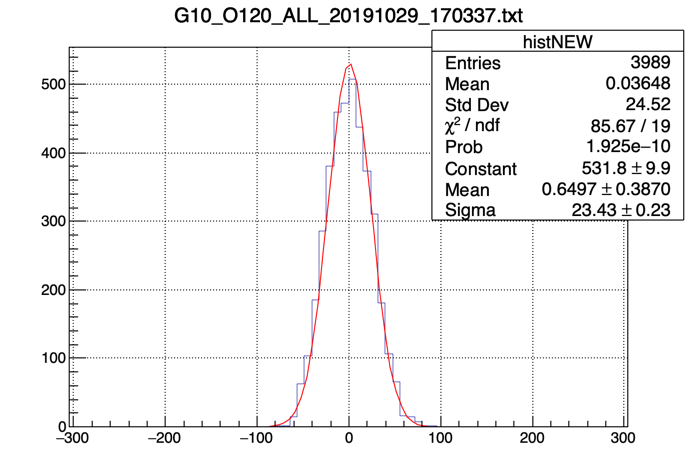 G10_O120_ALL_20191029_170337.txt
histNEW
Entries 3989
Mean 0.03648
Std Dev 24.52
χ² / ndf 85.67 / 19
Prob 1.925e−10
Constant 531.8 ± 9.9
Mean 0.6497 ± 0.3870
Sigma 23.43 ± 0.23
500
400
300
200
100
0
−300 −200 −100 0 100 200 300